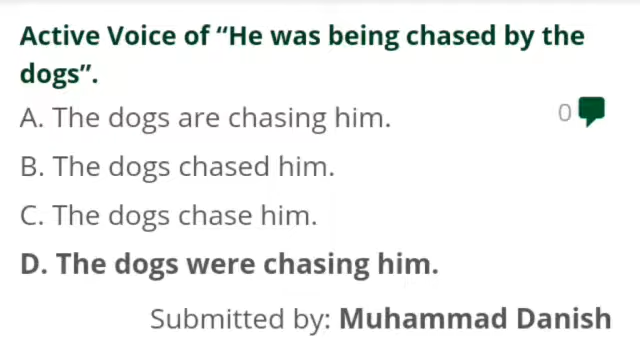 Active Voice of “He was being chased by the
dogs”.
A. The dogs are chasing him.
0
B. The dogs chased him.
C. The dogs chase him.
D. The dogs were chasing him.
Submitted by: Muhammad Danish